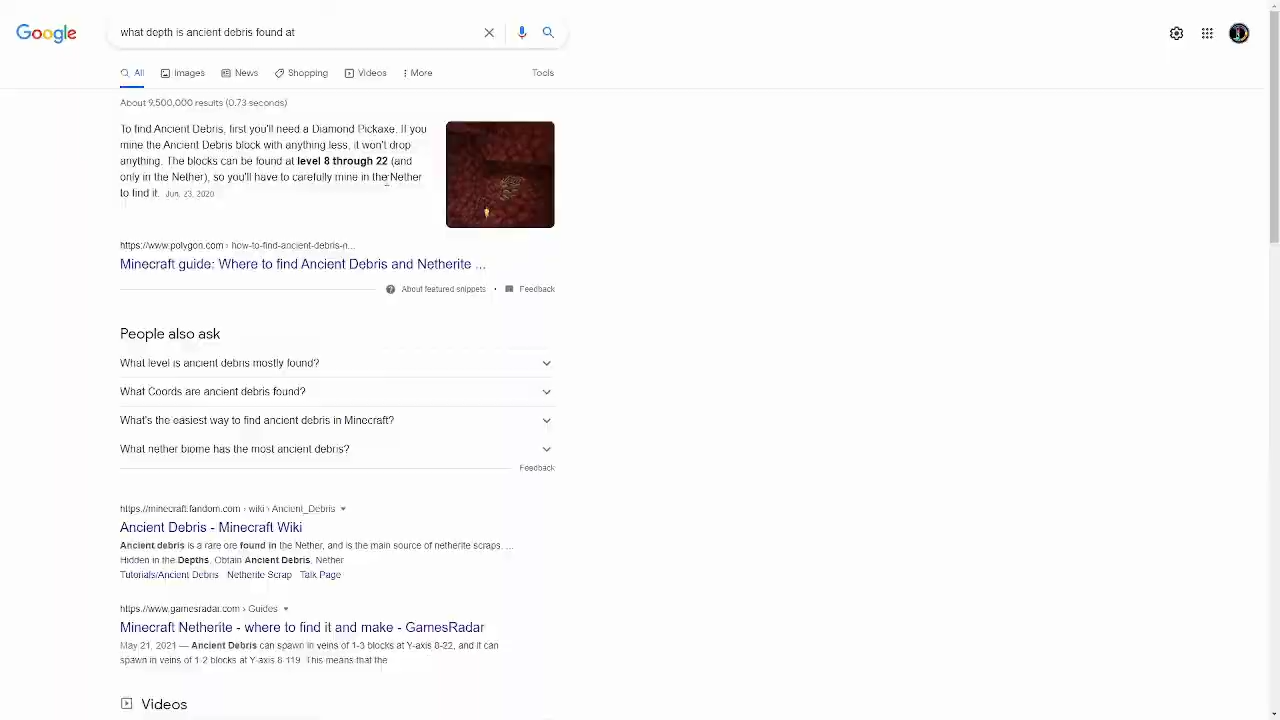 Google
what depth is ancient debris found at
All
Images
News
Shopping
Videos
More
Tools
About 9,500,000 results (0.73 seconds)
To find Ancient Debris, first you'll need a Diamond Pickaxe. If you
mine the Ancient Debris block with anything less, it won't drop
anything. The blocks can be found at level 8 through 22 (and
only in the Nether), so you'll have to carefully mine in the Nether
to find it. Jun. 23, 2020
https://www.polygon.com › how-to-find-ancient-debris-n...
Minecraft guide: Where to find Ancient Debris and Netherite ...
About featured snippets • Feedback
People also ask
What level is ancient debris mostly found?
What Coords are ancient debris found?
What's the easiest way to find ancient debris in Minecraft?
What nether biome has the most ancient debris?
Feedback
https://minecraft.fandom.com › wiki › Ancient_Debris
Ancient Debris - Minecraft Wiki
Ancient debris is a rare ore found in the Nether, and is the main source of netherite scraps. ...
Hidden in the Depths, Obtain Ancient Debris, Nether
Tutorials/Ancient Debris Netherite Scrap Talk Page
https://www.gamesradar.com › Guides
Minecraft Netherite - where to find it and make - GamesRadar
May 21, 2021 — Ancient Debris can spawn in veins of 1-3 blocks at Y-axis 8-22, and it can
spawn in veins of 1-2 blocks at Y-axis 8-119. This means that the
Videos